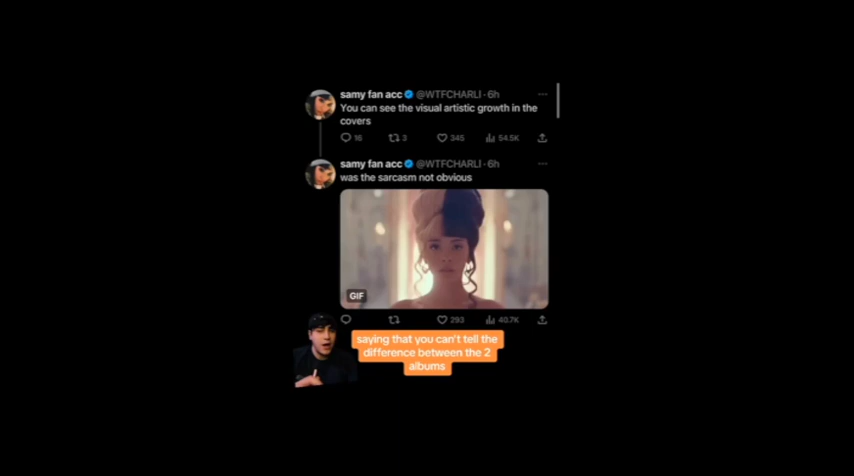 samy fan acc @WTFCHARLI · 6h
You can see the visual artistic growth in the
covers
16 3 345 54.5K
samy fan acc @WTFCHARLI · 6h
was the sarcasm not obvious
GIF
293 40.7K
saying that you can't tell the
difference between the 2
albums